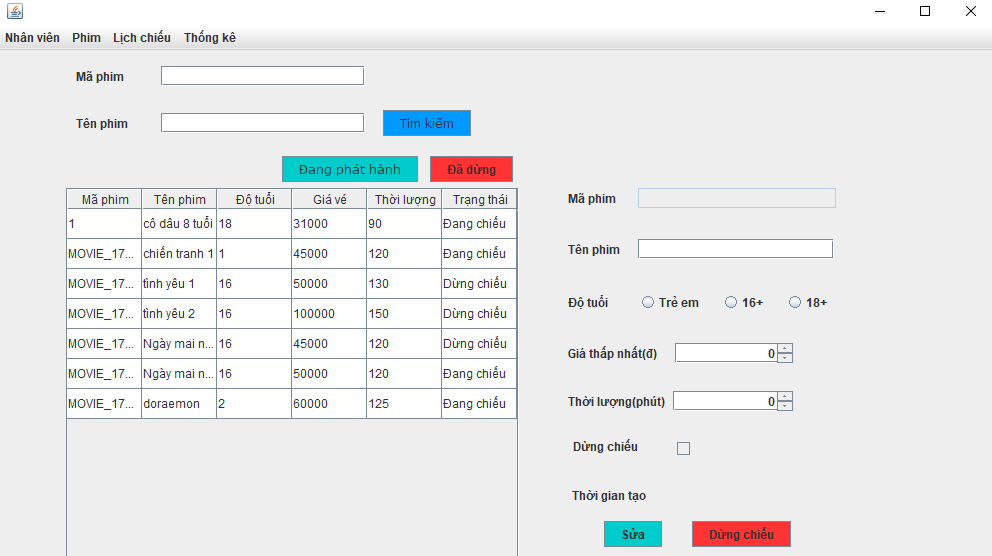 Nhân viên Phim Lịch chiếu Thống kê
Mã phim
Tên phim Tìm kiếm
Đang phát hành Đã dừng
Mã phim Tên phim Độ tuổi Giá vé Thời lượng Trạng thái
1 cô dâu 8 tuổi 18 31000 90 Đang chiếu
MOVIE_17... chiến tranh 1 1 45000 120 Đang chiếu
MOVIE_17... tình yêu 1 16 50000 130 Dừng chiếu
MOVIE_17... tình yêu 2 16 100000 150 Dừng chiếu
MOVIE_17... Ngày mai n... 16 45000 120 Dừng chiếu
MOVIE_17... Ngày mai n... 16 50000 120 Đang chiếu
MOVIE_17... doraemon 2 60000 125 Đang chiếu
Mã phim
Tên phim
Độ tuổi Trẻ em 16+ 18+
Giá thấp nhất(đ) 0
Thời lượng(phút) 0
Dừng chiếu
Thời gian tạo
Sửa Dừng chiếu